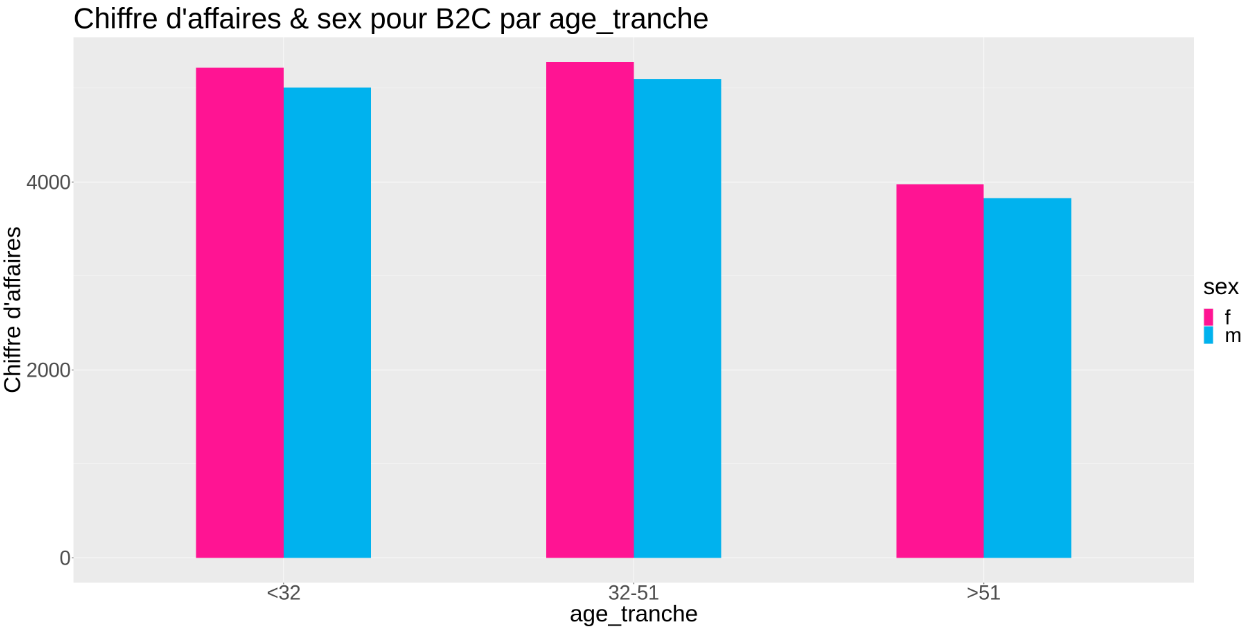 Chiffre d'affaires & sex pour B2C par age_tranche
Chiffre d'affaires
4000
2000
0
<32
32-51
>51
age_tranche
sex
f
m